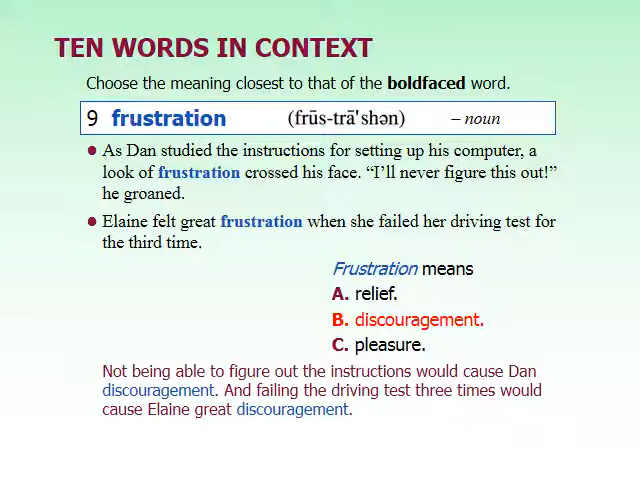 TEN WORDS IN CONTEXT
Choose the meaning closest to that of the boldfaced word.
9 frustration (frūs-trā'shən) – noun
● As Dan studied the instructions for setting up his computer, a
look of frustration crossed his face. “I’ll never figure this out!”
he groaned.
● Elaine felt great frustration when she failed her driving test for
the third time.
Frustration means
A. relief.
B. discouragement.
C. pleasure.
Not being able to figure out the instructions would cause Dan
discouragement. And failing the driving test three times would
cause Elaine great discouragement.